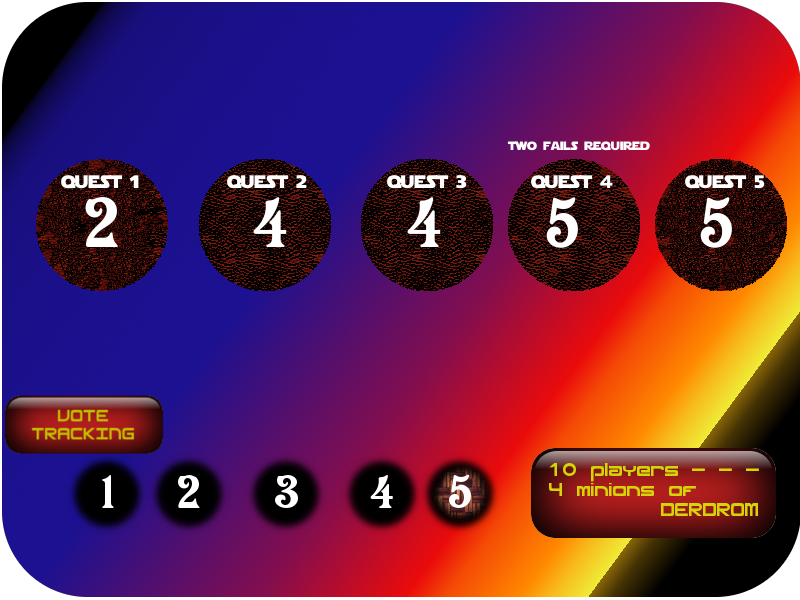 TWO FAILS REQUIRED
QUEST 1
2
QUEST 2
4
QUEST 3
4
QUEST 4
5
QUEST 5
5
VOTE
TRACKING
1
2
3
4
5
10 players - - -
4 minions of
DERDROM